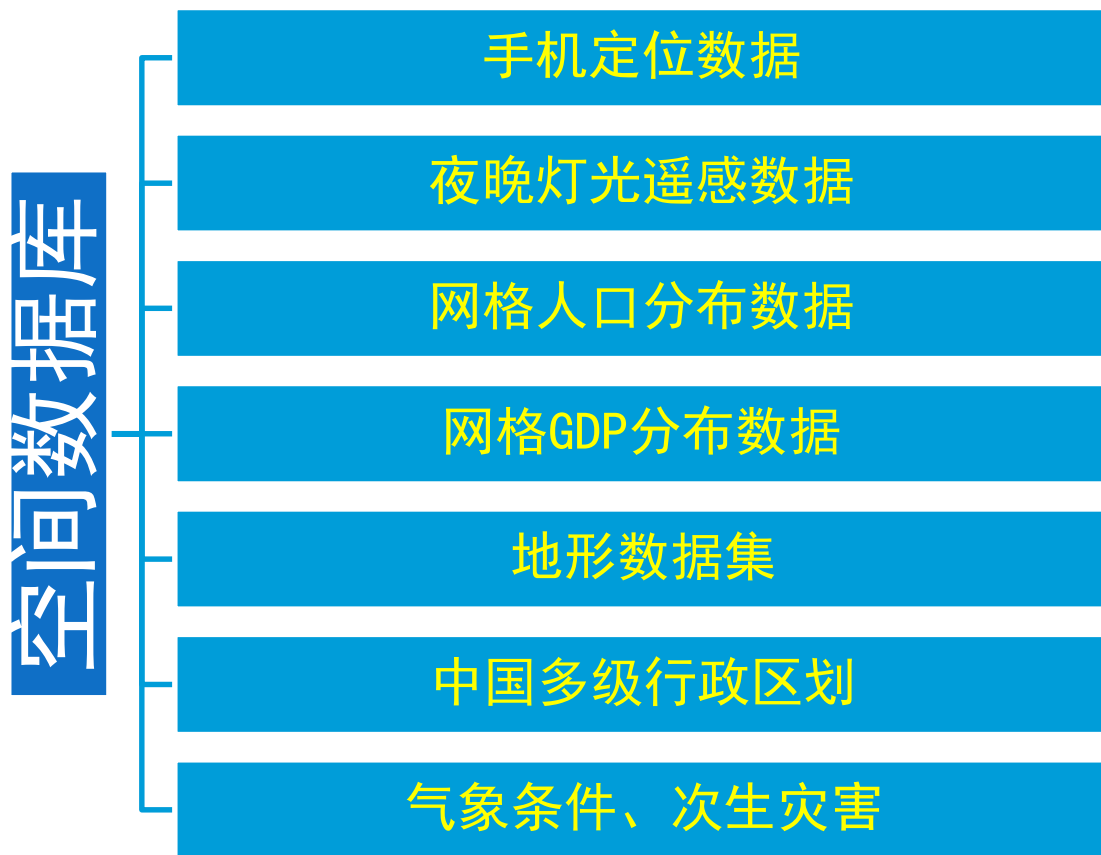 空间数据库
手机定位数据
夜晚灯光遥感数据
网格人口分布数据
网格GDP分布数据
地形数据集
中国多级行政区划
气象条件、次生灾害